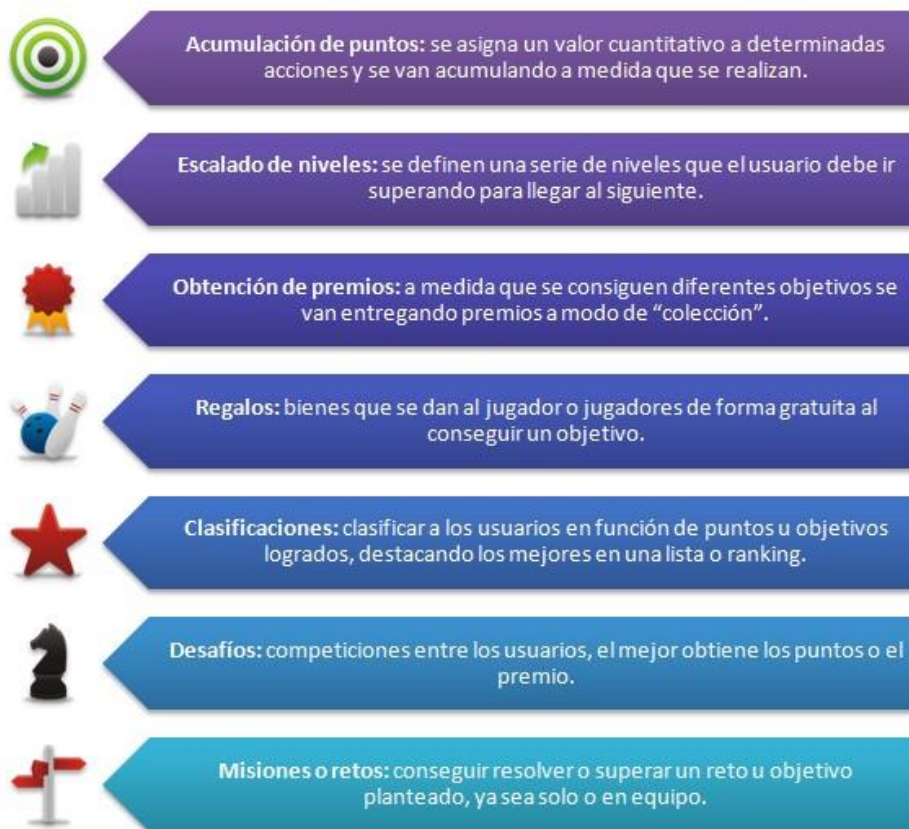 Acumulación de puntos: se asigna un valor cuantitativo a determinadas
acciones y se van acumulando a medida que se realizan.
Escalado de niveles: se definen una serie de niveles que el usuario debe ir
superando para llegar al siguiente.
Obtención de premios: a medida que se consiguen diferentes objetivos se
van entregando premios a modo de “colección”.
Regalos: bienes que se dan al jugador o jugadores de forma gratuita al
conseguir un objetivo.
Clasificaciones: clasificar a los usuarios en función de puntos u objetivos
logrados, destacando los mejores en una lista o ranking.
Desafíos: competiciones entre los usuarios, el mejor obtiene los puntos o el
premio.
Misiones o retos: conseguir resolver o superar un reto u objetivo
planteado, ya sea solo o en equipo.